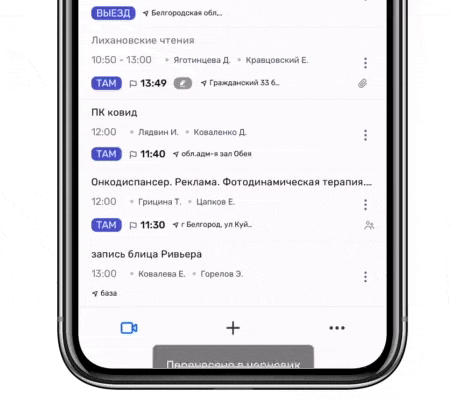 ВЫЕЗД Белгородская обл,..
Лихановские чтения
10:50 - 13:00 • Яготинцева Д. • Кравцовский Е.
ТАМ 13:49 Гражданский 33 б...
ПК ковид
12:00 • Лядвин И. • Коваленко Д.
ТАМ 11:40 обл.адм-я зал Обея
Онкодиспансер. Реклама. Фотодинамическая терапия....
12:00 • Грицина Т. • Цапков Е.
ТАМ 11:30 г Белгород, ул Куй...
запись блица Ривьера
13:00 • Ковалева Е. • Горелов Э.
база
Перенесено в черновик